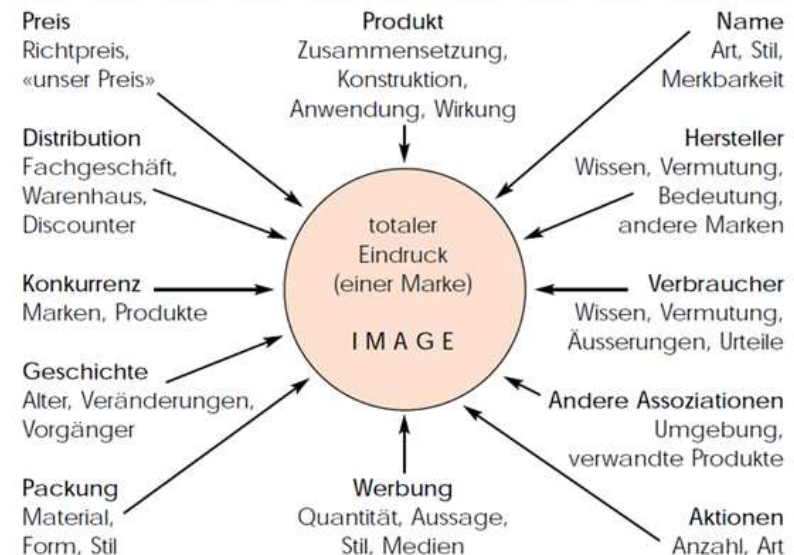 Preis
Richtpreis,
«unser Preis»
Produkt
Zusammensetzung,
Konstruktion,
Anwendung, Wirkung
Name
Art, Stil,
Merkbarkeit
Distribution
Fachgeschäft,
Warenhaus,
Discounter
Hersteller
Wissen, Vermutung,
Bedeutung,
andere Marken
totaler
Eindruck
(einer Marke)
IMAGE
Konkurrenz
Marken, Produkte
Verbraucher
Wissen, Vermutung,
Äusserungen, Urteile
Geschichte
Alter, Veränderungen,
Vorgänger
Andere Assoziationen
Umgebung,
verwandte Produkte
Packung
Material,
Form, Stil
Werbung
Quantität, Aussage,
Stil, Medien
Aktionen
Anzahl, Art